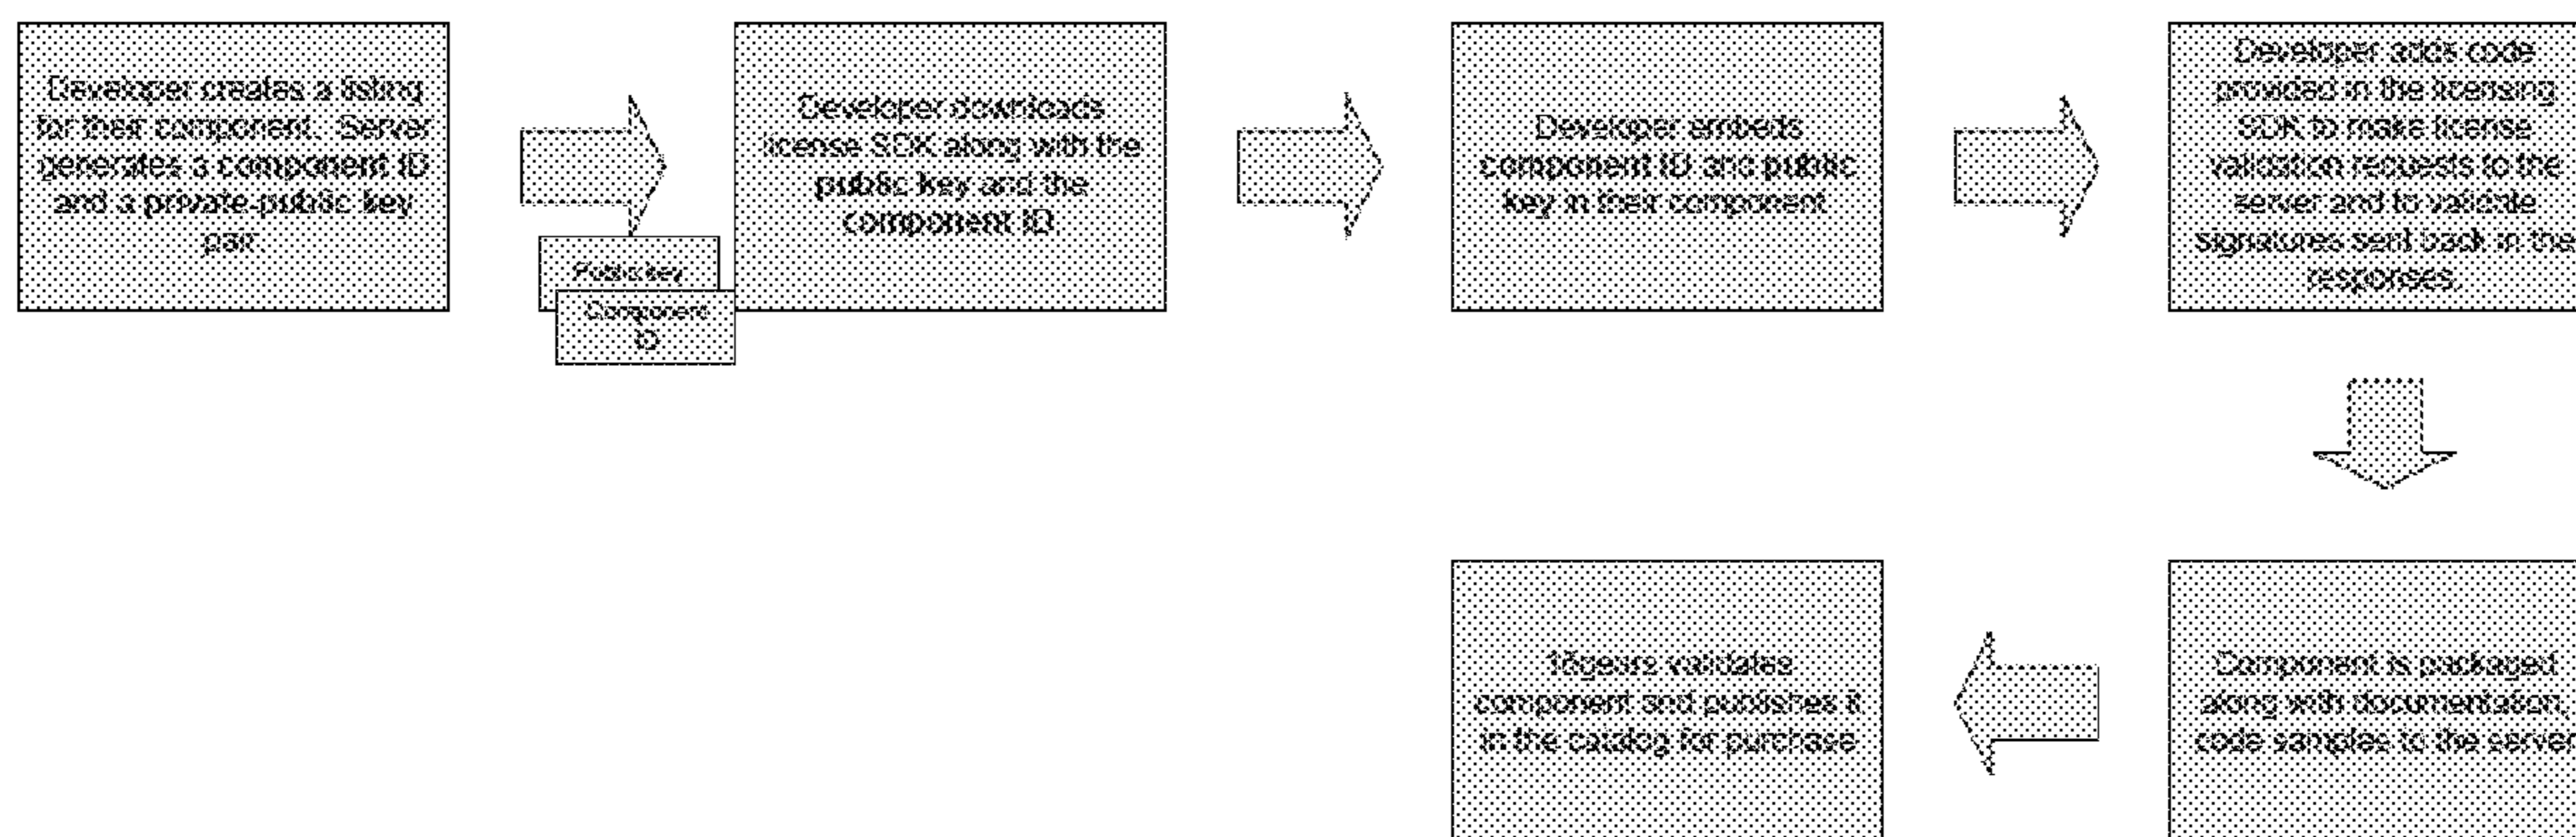 Developer creates a listing
for their component. Server
generates a component ID
and a private-public key
pair.
Public key
Component
ID
Developer downloads
license SDK along with the
public key and the
component ID.
Developer embeds
component ID and public
key in their component
Developer adds code
provided in the licensing
SDK to make license
validation requests to the
server and to validate
signatures sent back in the
responses.
Component is packaged
along with documentation,
code samples to the server
16gears validates
component and publishes it
in the catalog for purchase